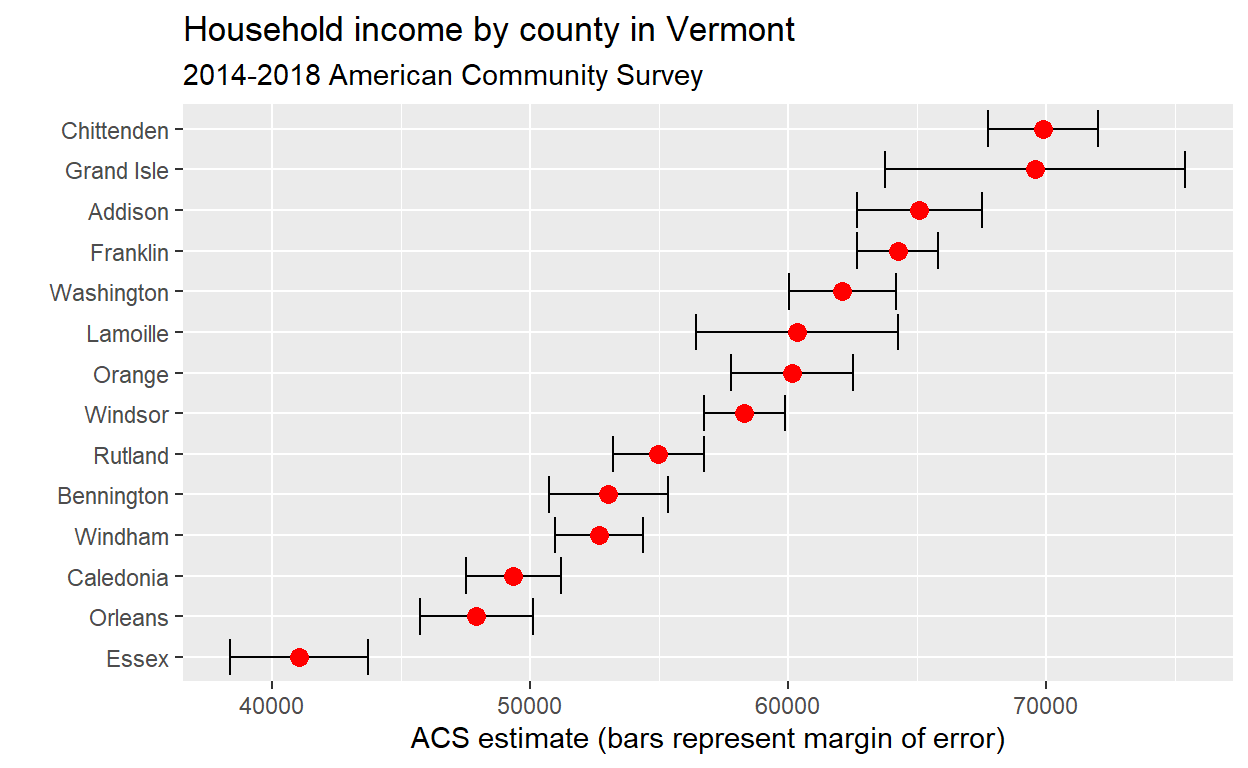 Household income by county in Vermont
2014-2018 American Community Survey
Chittenden
Grand Isle
Addison
Franklin
Washington
Lamoille
Orange
Windsor
Rutland
Bennington
Windham
Caledonia
Orleans
Essex
40000 50000 60000 70000
ACS estimate (bars represent margin of error)